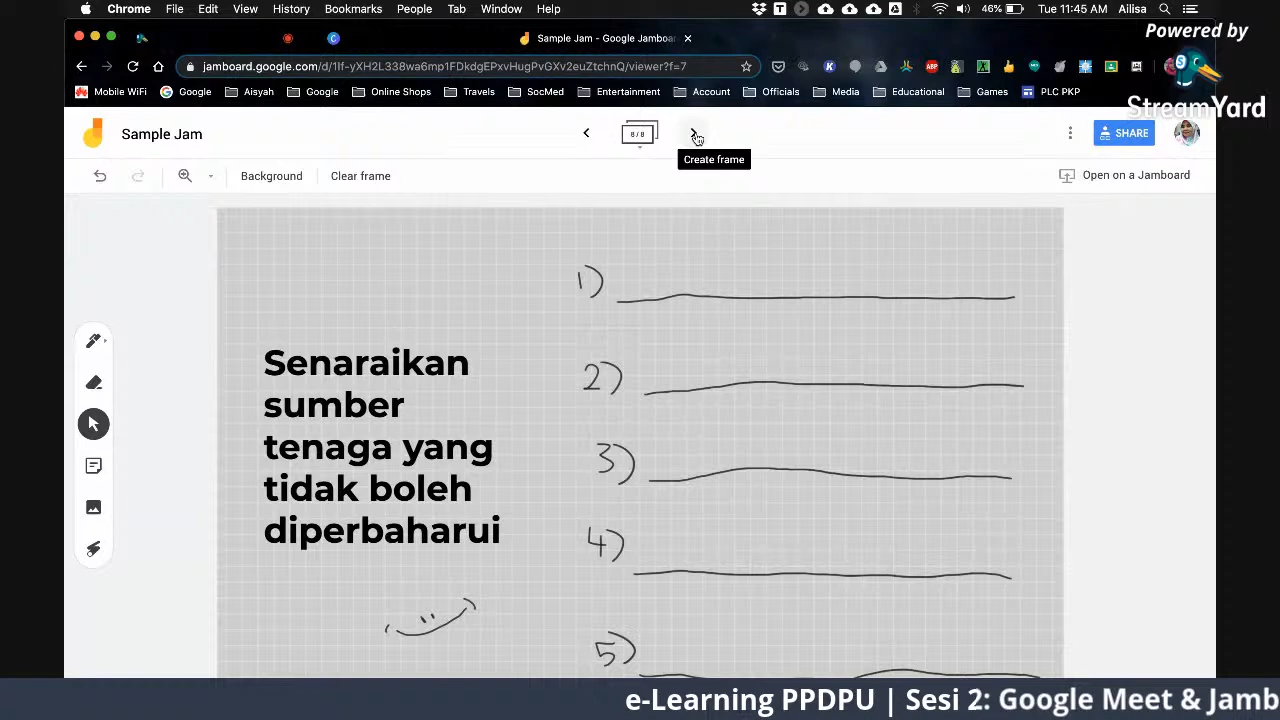 Chrome File Edit View History Bookmarks People Tab Window Help 46% Tue 11:45 AM Ailisa
Powered by
StreamYard
Sample Jam - Google Jamboa
jamboard.google.com/d/1If-yXH2L338wa6mp1FDkdgEPxvHugPvGXv2euZtchnQ/viewer?f=7
Mobile WiFi Google Aisyah Google Online Shops Travels SocMed Entertainment Account Officials Media Educational Games PLC PKP
Sample Jam 8 / 8 SHARE
Create frame
Background Clear frame Open on a Jamboard
1)
2)
3)
4)
5)
Senaraikan
sumber
tenaga yang
tidak boleh
diperbaharui
e-Learning PPDPU | Sesi 2: Google Meet & Jamb